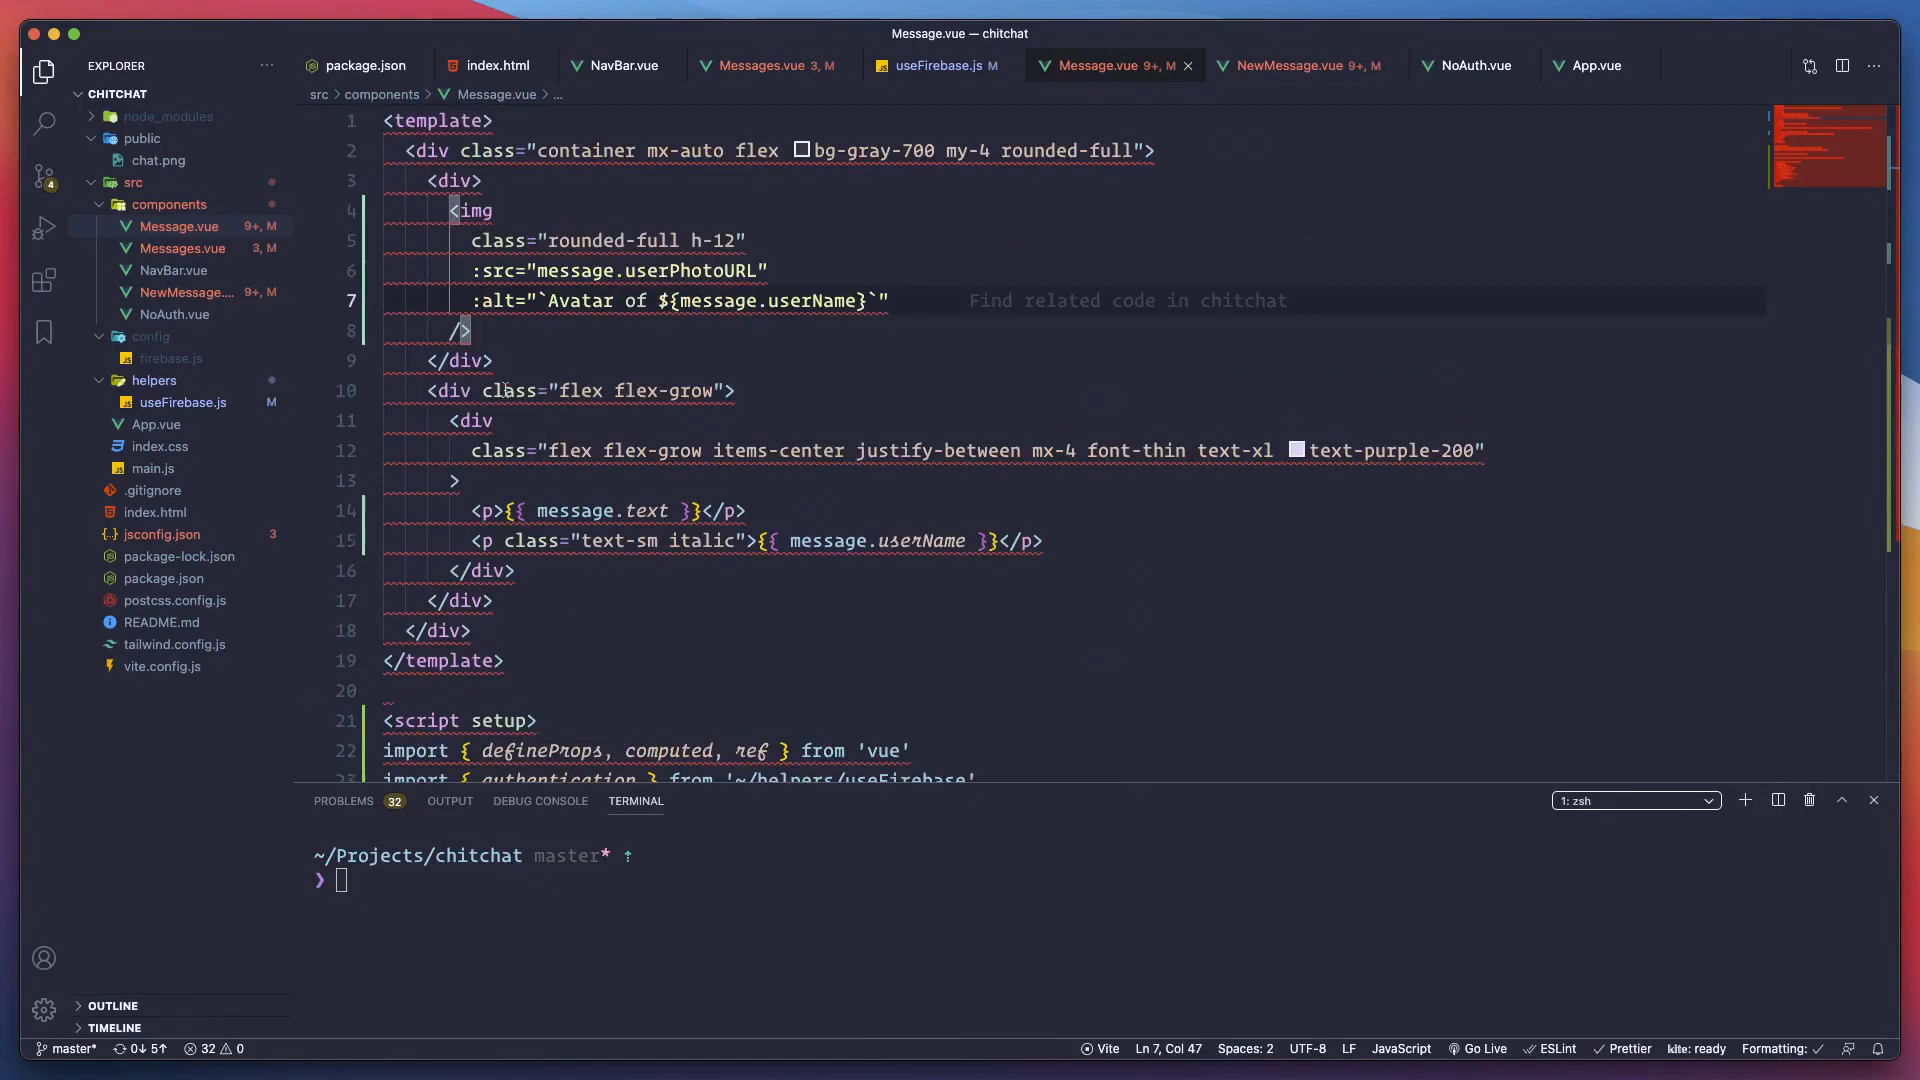 Message.vue — chitchat
EXPLORER
package.json
index.html
NavBar.vue
Messages.vue 3, M
useFirebase.js M
Message.vue 9+, M
NewMessage.vue 9+, M
NoAuth.vue
App.vue
src > components > Message.vue > ...
CHITCHAT
node_modules
public
chat.png
src
components
Message.vue 9+, M
Messages.vue 3, M
NavBar.vue
NewMessage.... 9+, M
NoAuth.vue
config
firebase.js
helpers
useFirebase.js M
App.vue
index.css
main.js
.gitignore
index.html
jsconfig.json 3
package-lock.json
package.json
postcss.config.js
README.md
tailwind.config.js
vite.config.js
OUTLINE
TIMELINE
4
1 <template>
2 <div class="container mx-auto flex bg-gray-700 my-4 rounded-full">
3 <div>
4 <img
5 class="rounded-full h-12"
6 :src="message.userPhotoURL"
7 :alt="`Avatar of ${message.userName}`" Find related code in chitchat
8 />
9 </div>
10 <div class="flex flex-grow">
11 <div
12 class="flex flex-grow items-center justify-between mx-4 font-thin text-xl text-purple-200"
13 >
14 <p>{{ message.text }}</p>
15 <p class="text-sm italic">{{ message.userName }}</p>
16 </div>
17 </div>
18 </div>
19 </template>
20
21 <script setup>
22 import { defineProps, computed, ref } from 'vue'
23 import { authentication } from '~/helpers/useFirebase'
PROBLEMS 32 OUTPUT DEBUG CONSOLE TERMINAL
1: zsh
~/Projects/chitchat master* ⇡
❯
master* 0↓ 5↑ 32 0
Vite Ln 7, Col 47 Spaces: 2 UTF-8 LF JavaScript Go Live ESLint Prettier kite: ready Formatting: ✓